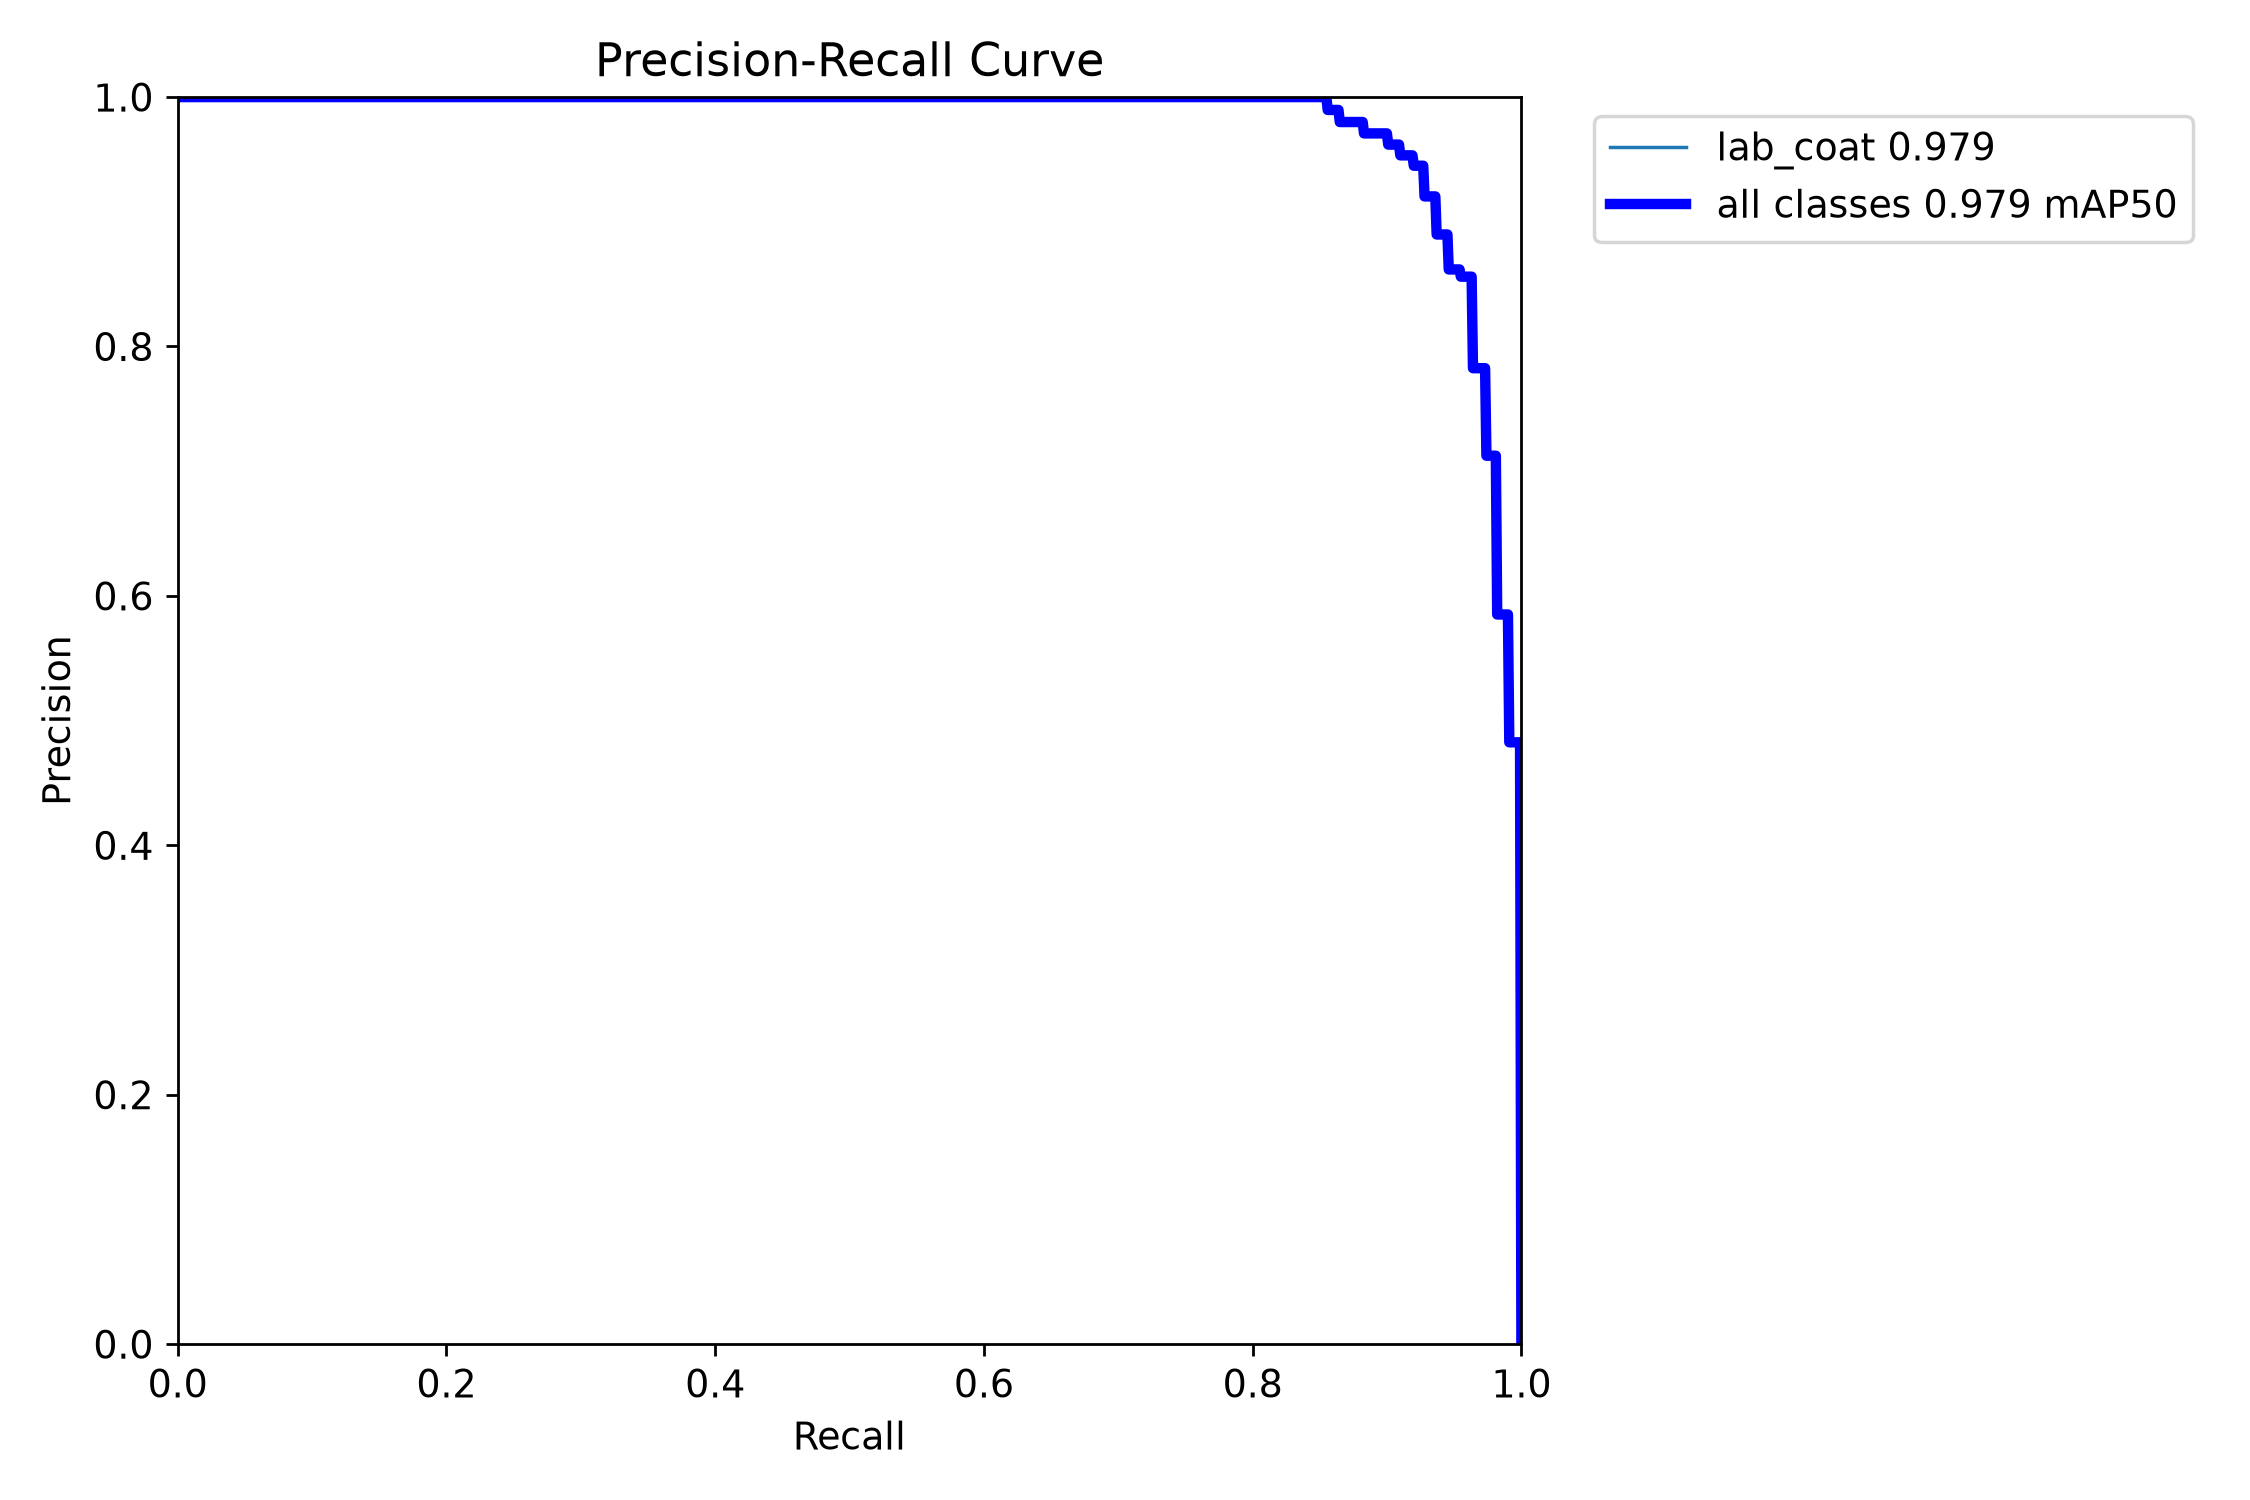 Precision-Recall Curve
1.0
0.8
0.6
0.4
0.2
0.0
Precision
0.0 0.2 0.4 0.6 0.8 1.0
Recall
lab_coat 0.979
all classes 0.979 mAP50